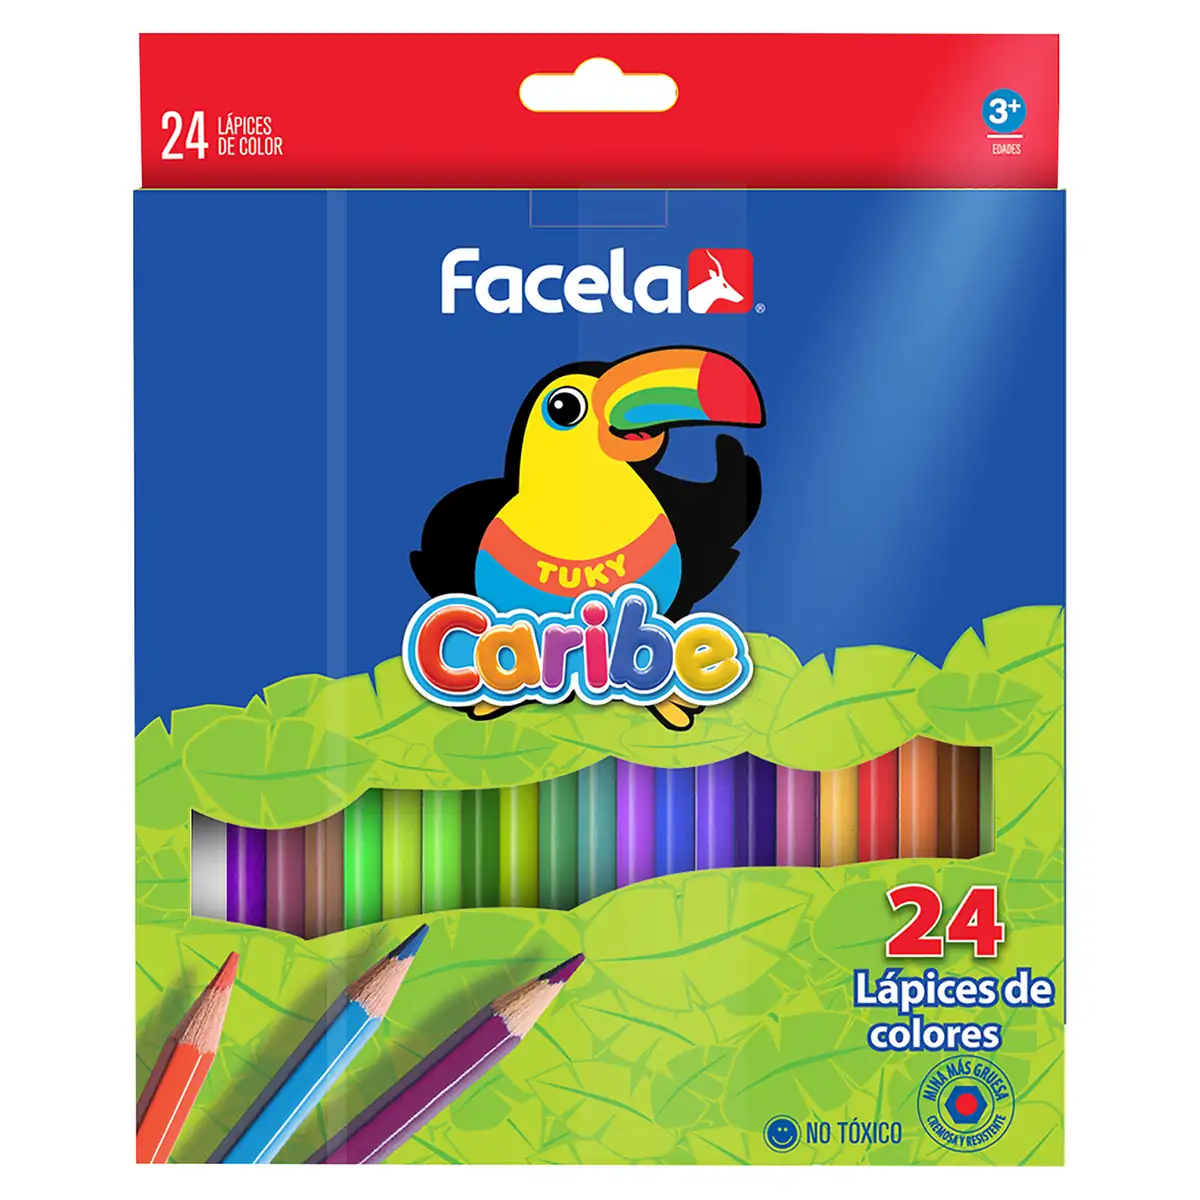 24 LÁPICES
DE COLOR
3+
EDADES
Facela®
TUKY
Caribe
24
Lápices de
colores
NO TÓXICO
MINA MÁS GRUESA
CREMOSA Y RESISTENTE